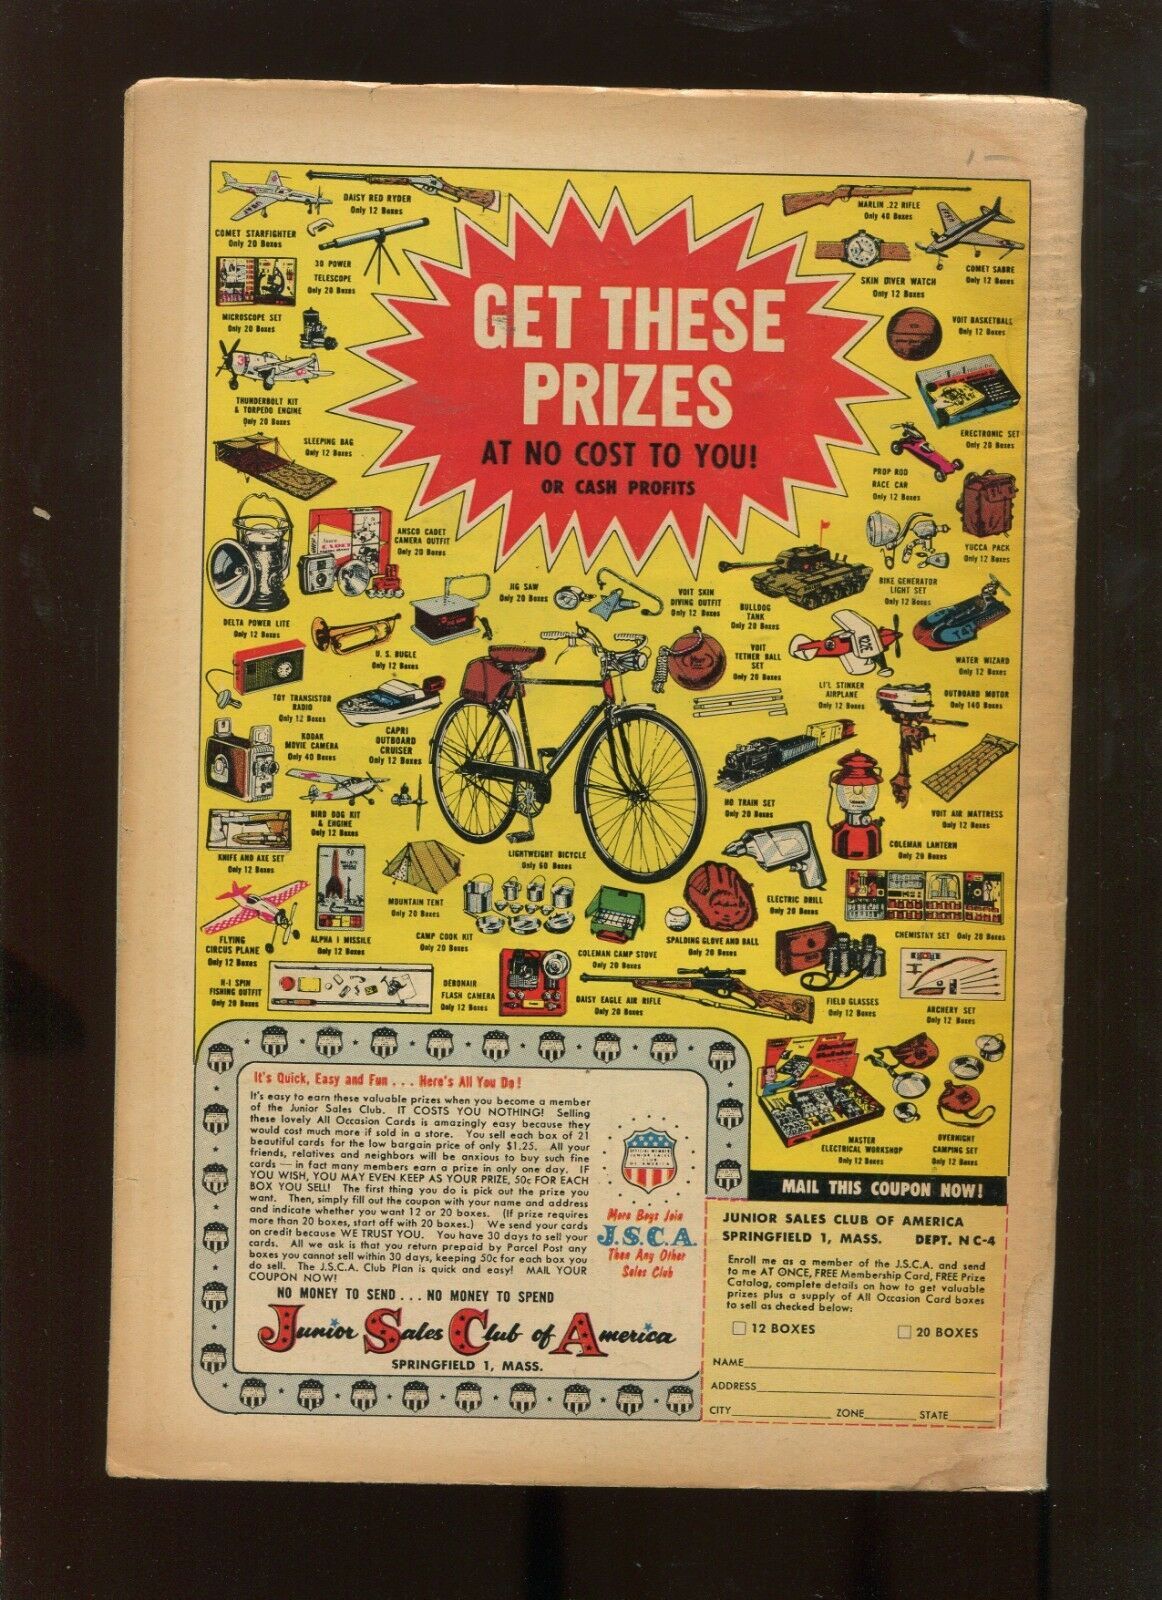 DAISY RED RYDER
Only 12 Boxes
MARLIN .22 RIFLE
Only 40 Boxes
COMET STARFIGHTER
Only 20 Boxes
30 POWER
TELESCOPE
Only 20 Boxes
SKIN DIVER WATCH
Only 12 Boxes
COMET SABRE
Only 12 Boxes
GET THESE
PRIZES
AT NO COST TO YOU!
OR CASH PROFITS
MICROSCOPE SET
Only 20 Boxes
VOIT BASKETBALL
Only 12 Boxes
THUNDERBOLT KIT
& TORPEDO ENGINE
Only 20 Boxes
ERECTRONIC SET
Only 20 Boxes
SLEEPING BAG
Only 12 Boxes
PROP ROD
RACE CAR
Only 12 Boxes
ANSCO CADET
CAMERA OUTFIT
Only 20 Boxes
YUCCA PACK
Only 12 Boxes
JIG SAW
Only 20 Boxes
VOIT SKIN
DIVING OUTFIT
Only 12 Boxes
BULLDOG
TANK
Only 20 Boxes
BIKE GENERATOR
LIGHT SET
Only 12 Boxes
DELTA POWER LITE
Only 12 Boxes
U. S. BUGLE
Only 12 Boxes
VOIT
TETHER BALL
SET
Only 20 Boxes
WATER WIZARD
Only 12 Boxes
TOY TRANSISTOR
RADIO
Only 12 Boxes
LI'L STINKER
AIRPLANE
Only 12 Boxes
OUTBOARD MOTOR
Only 140 Boxes
KODAK
MOVIE CAMERA
Only 40 Boxes
CAPRI
OUTBOARD
CRUISER
Only 12 Boxes
HO TRAIN SET
Only 20 Boxes
VOIT AIR MATTRESS
Only 12 Boxes
BIRD DOG KIT
& ENGINE
Only 12 Boxes
COLEMAN LANTERN
Only 20 Boxes
KNIFE AND AXE SET
Only 12 Boxes
LIGHTWEIGHT BICYCLE
Only 60 Boxes
MOUNTAIN TENT
Only 20 Boxes
ELECTRIC DRILL
Only 20 Boxes
FLYING
CIRCUS PLANE
Only 12 Boxes
ALPHA I MISSILE
Only 12 Boxes
CAMP COOK KIT
Only 20 Boxes
COLEMAN CAMP STOVE
Only 20 Boxes
SPALDING GLOVE AND BALL
Only 20 Boxes
CHEMISTRY SET Only 20 Boxes
H-I SPIN
FISHING OUTFIT
Only 20 Boxes
DEBONAIR
FLASH CAMERA
Only 12 Boxes
DAISY EAGLE AIR RIFLE
Only 20 Boxes
FIELD GLASSES
Only 12 Boxes
ARCHERY SET
Only 12 Boxes
MASTER
ELECTRICAL WORKSHOP
Only 12 Boxes
OVERNIGHT
CAMPING SET
Only 12 Boxes
It's Quick, Easy and Fun . . . Here's All You Do!
It's easy to earn these valuable prizes when you become a member
of the Junior Sales Club. IT COSTS YOU NOTHING! Selling
these lovely All Occasion Cards is amazingly easy because they
would cost much more if sold in a store. You sell each box of 21
beautiful cards for the low bargain price of only $1.25. All your
friends, relatives and neighbors will be anxious to buy such fine
cards — in fact many members earn a prize in only one day. IF
YOU WISH, YOU MAY EVEN KEEP AS YOUR PRIZE, 50c FOR EACH
BOX YOU SELL! The first thing you do is pick out the prize you
want. Then, simply fill out the coupon with your name and address
and indicate whether you want 12 or 20 boxes. (If prize requires
more than 20 boxes, start off with 20 boxes.) We send your cards
on credit because WE TRUST YOU. You have 30 days to sell your
cards. All we ask is that you return prepaid by Parcel Post any
boxes you cannot sell within 30 days, keeping 50c for each box you
do sell. The J.S.C.A. Club Plan is quick and easy! MAIL YOUR
COUPON NOW!
NO MONEY TO SEND . . . NO MONEY TO SPEND
Junior Sales Club of America
SPRINGFIELD 1, MASS.
OFFICIAL MEMBER
JUNIOR SALES
CLUB
OF AMERICA
More Boys Join
J.S.C.A.
Than Any Other
Sales Club
MAIL THIS COUPON NOW!
JUNIOR SALES CLUB OF AMERICA
SPRINGFIELD 1, MASS. DEPT. N C-4
Enroll me as a member of the J.S.C.A. and send
to me AT ONCE, FREE Membership Card, FREE Prize
Catalog, complete details on how to get valuable
prizes plus a supply of All Occasion Card boxes
to sell as checked below:
12 BOXES 20 BOXES
NAME
ADDRESS
CITY ZONE STATE